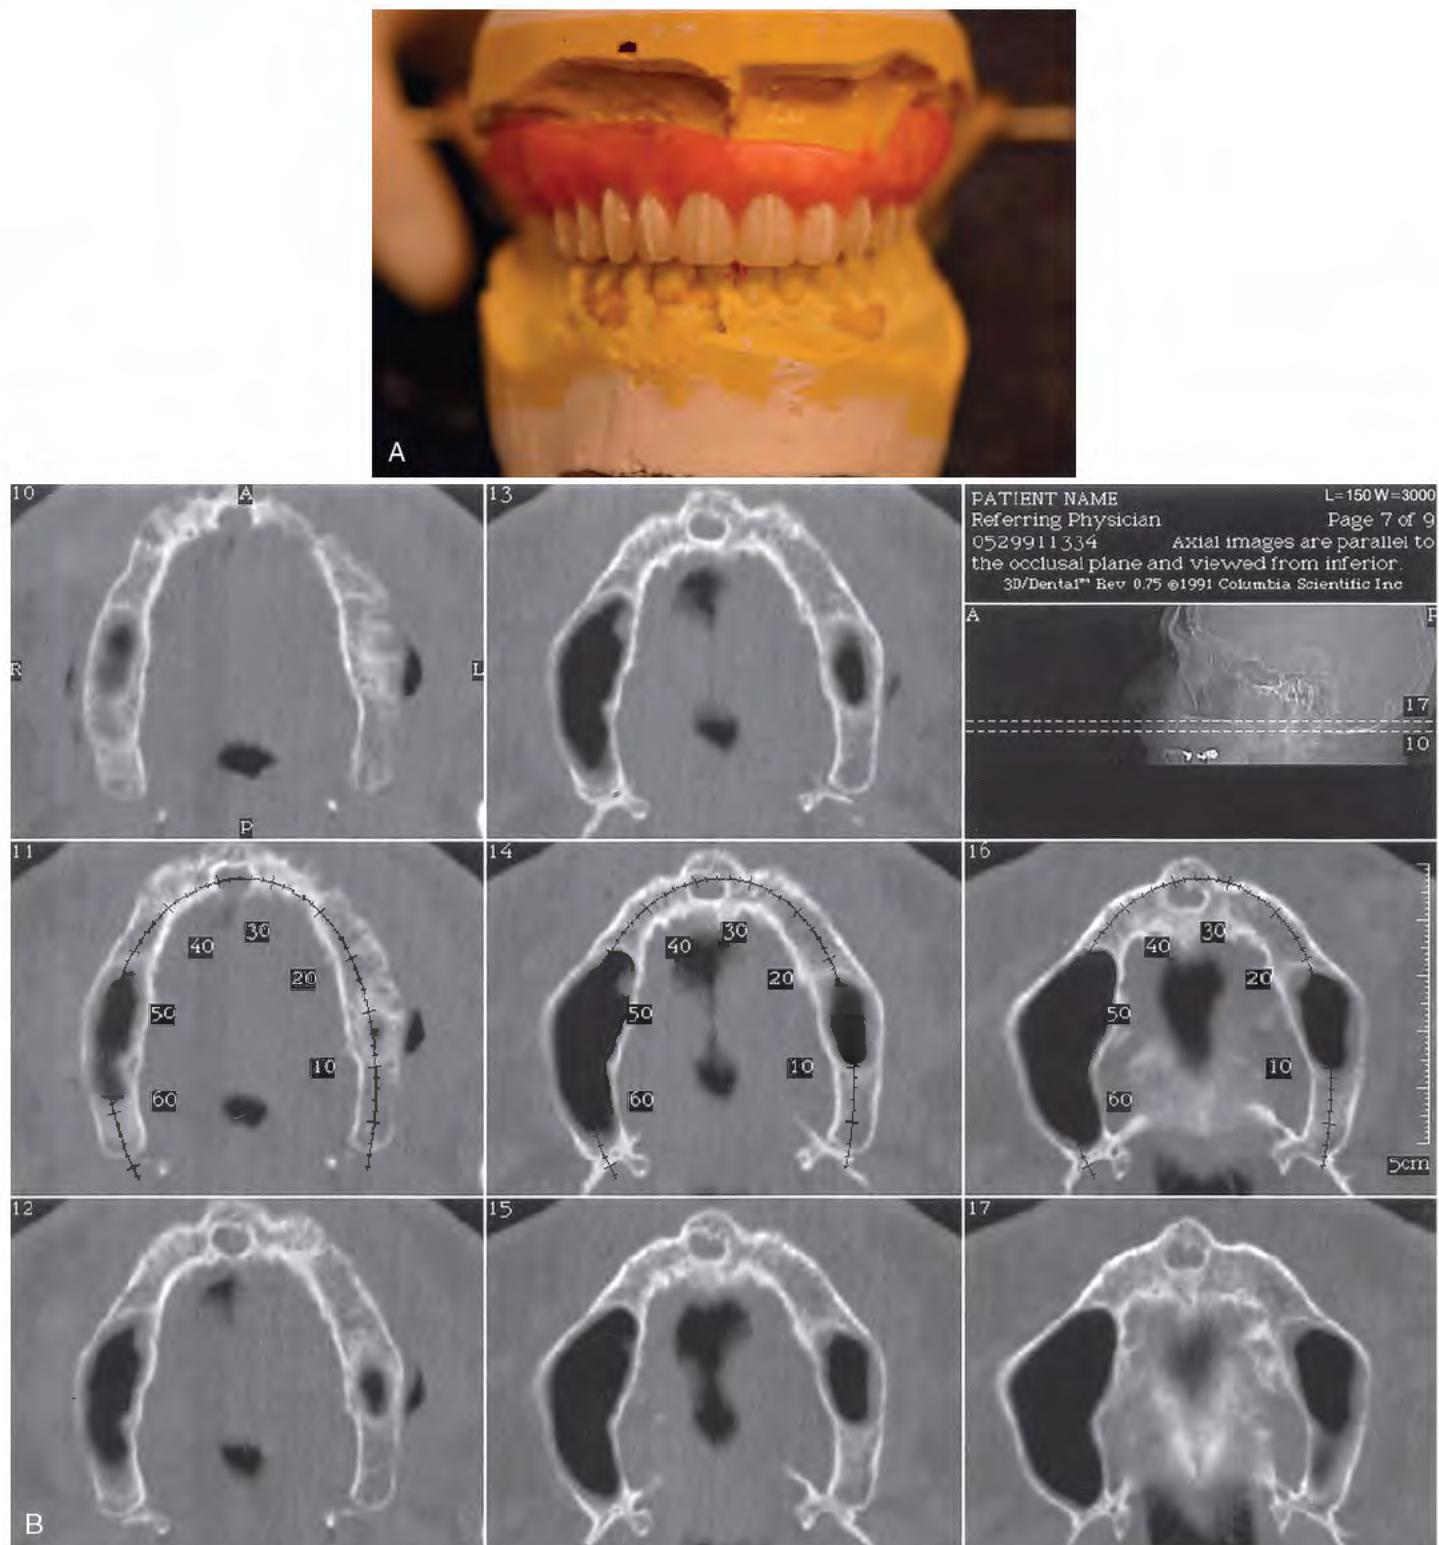 A
10
A
R
L
P
13
PATIENT NAME
L=150 W=3000
Referring Physician
Page 7 of 9
0529911334
Axial images are parallel to
the occlusal plane and viewed from inferior.
3D/Dental™ Rev 0.75 ©1991 Columbia Scientific Inc
A
P
17
10
11
40
30
20
50
10
60
14
40
30
20
50
10
60
16
40
30
20
50
10
60
5cm
12
15
17
B